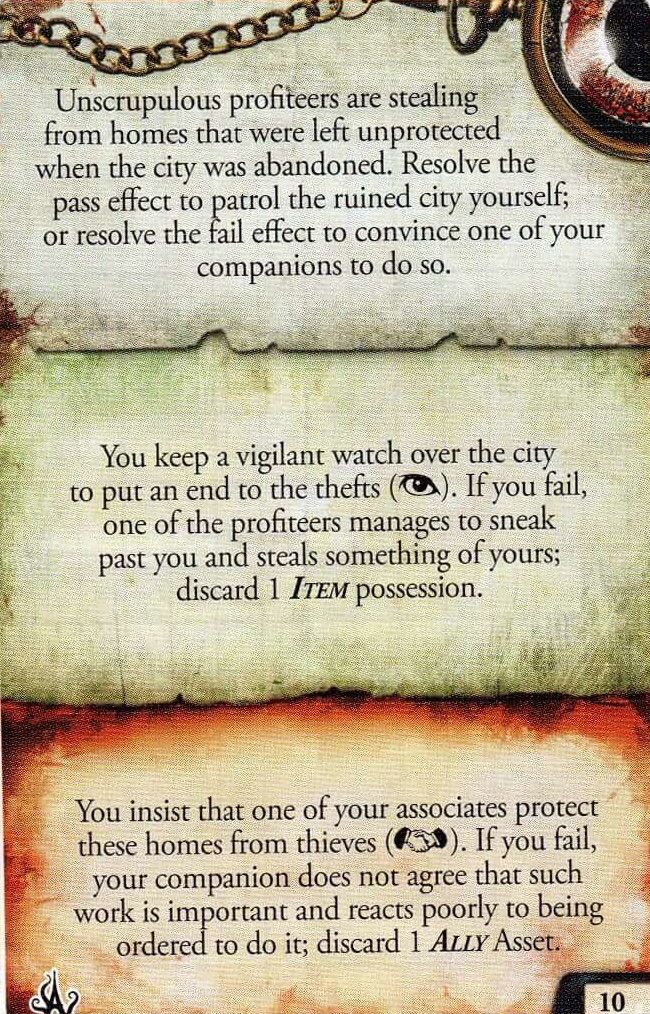 Unscrupulous profiteers are stealing
from homes that were left unprotected
when the city was abandoned. Resolve the
pass effect to patrol the ruined city yourself;
or resolve the fail effect to convince one of your
companions to do so.
You keep a vigilant watch over the city
to put an end to the thefts (). If you fail,
one of the profiteers manages to sneak
past you and steals something of yours;
discard 1 ITEM possession.
You insist that one of your associates protect
these homes from thieves (). If you fail,
your companion does not agree that such
work is important and reacts poorly to being
ordered to do it; discard 1 ALLY Asset.
10